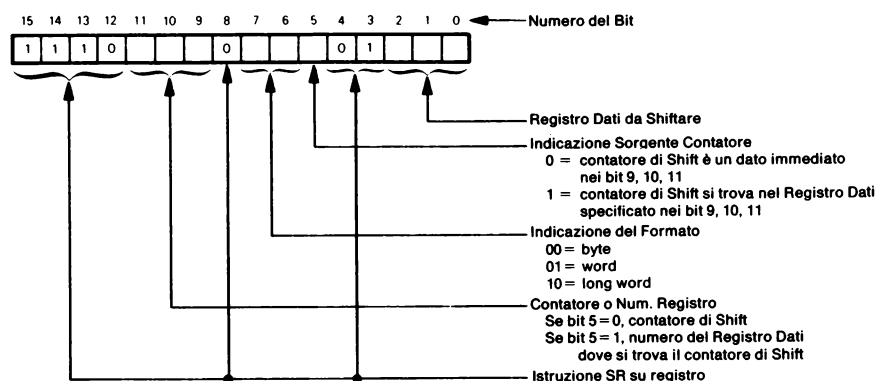 15 14 13 12 11 10 9 8 7 6 5 4 3 2 1 0 Numero del Bit
1 1 1 0 0 0 1
Registro Dati da Shiftare
Indicazione Sorgente Contatore
0 = contatore di Shift è un dato immediato
nei bit 9, 10, 11
1 = contatore di Shift si trova nel Registro Dati
specificato nei bit 9, 10, 11
Indicazione del Formato
00 = byte
01 = word
10 = long word
Contatore o Num. Registro
Se bit 5 = 0, contatore di Shift
Se bit 5 = 1, numero del Registro Dati
dove si trova il contatore di Shift
Istruzione SR su registro